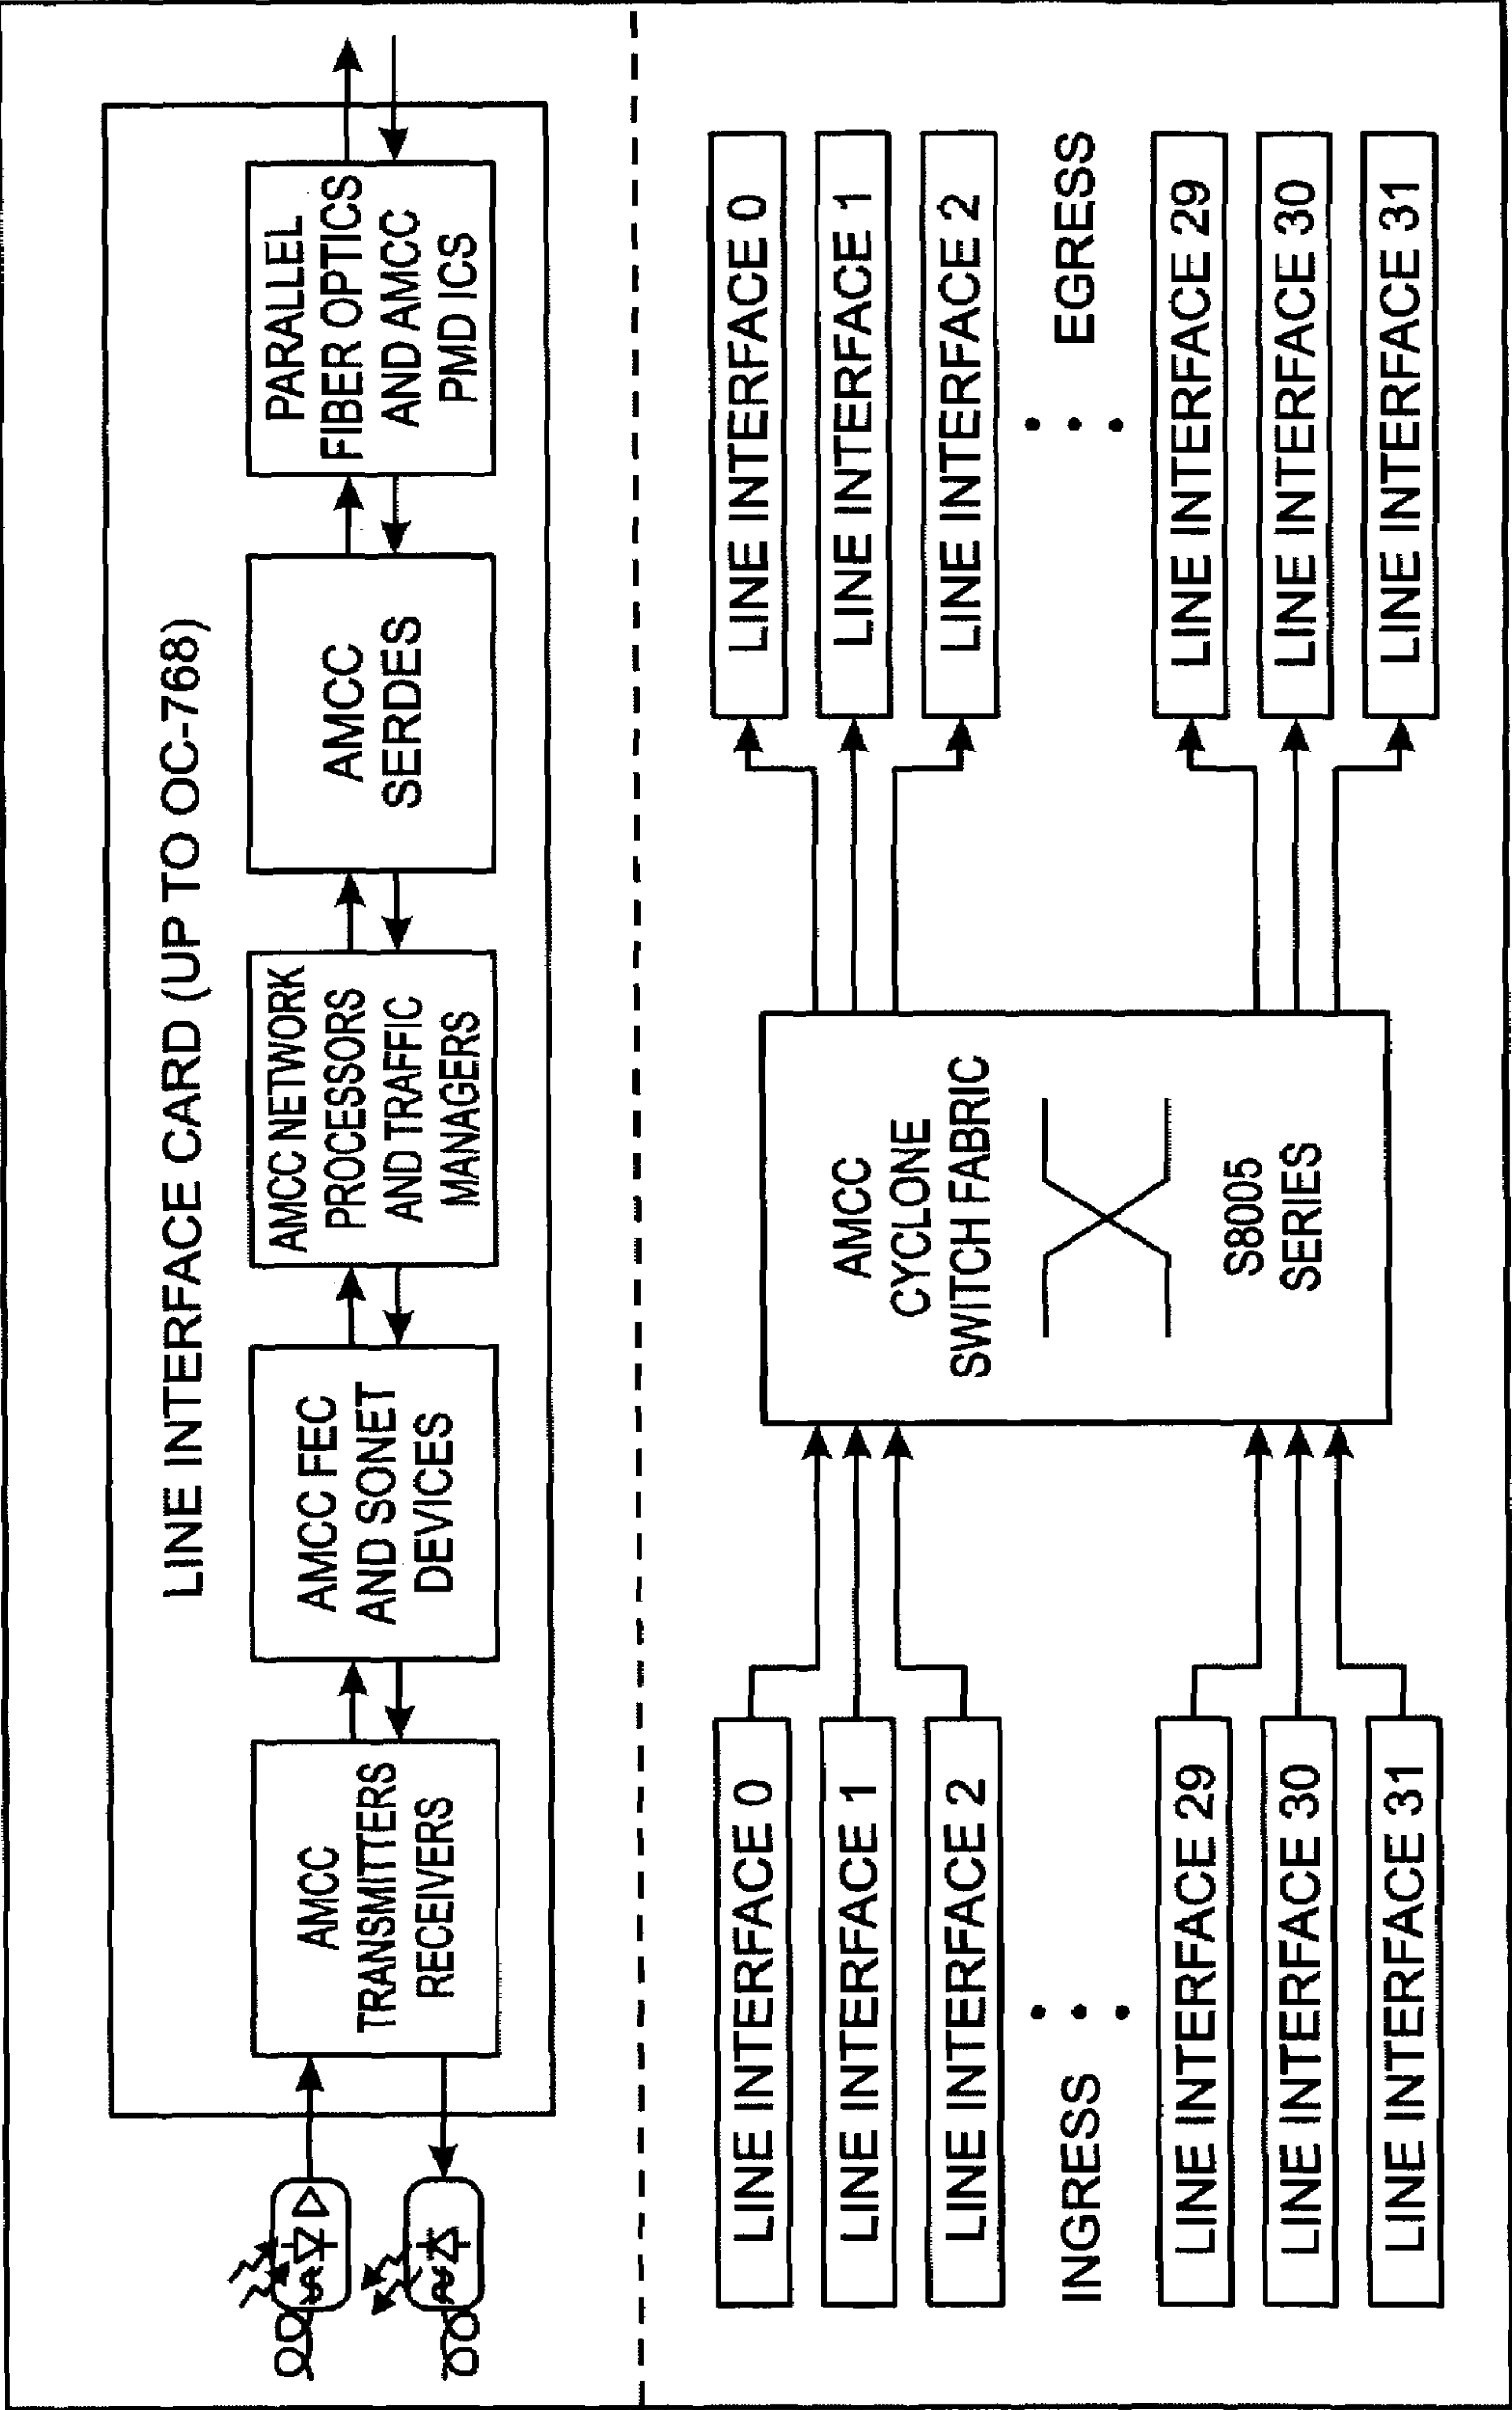 LINE INTERFACE CARD (UP TO OC-768)
AMCC
TRANSMITTERS
RECEIVERS
AMCC FEC
AND SONET
DEVICES
AMCC NETWORK
PROCESSORS
AND TRAFFIC
MANAGERS
AMCC
SERDES
PARALLEL
FIBER OPTICS
AND AMCC
PMD ICS
LINE INTERFACE 0
LINE INTERFACE 1
LINE INTERFACE 2
INGRESS
LINE INTERFACE 29
LINE INTERFACE 30
LINE INTERFACE 31
AMCC
CYCLONE
SWITCH FABRIC
S8005
SERIES
LINE INTERFACE 0
LINE INTERFACE 1
LINE INTERFACE 2
EGRESS
LINE INTERFACE 29
LINE INTERFACE 30
LINE INTERFACE 31